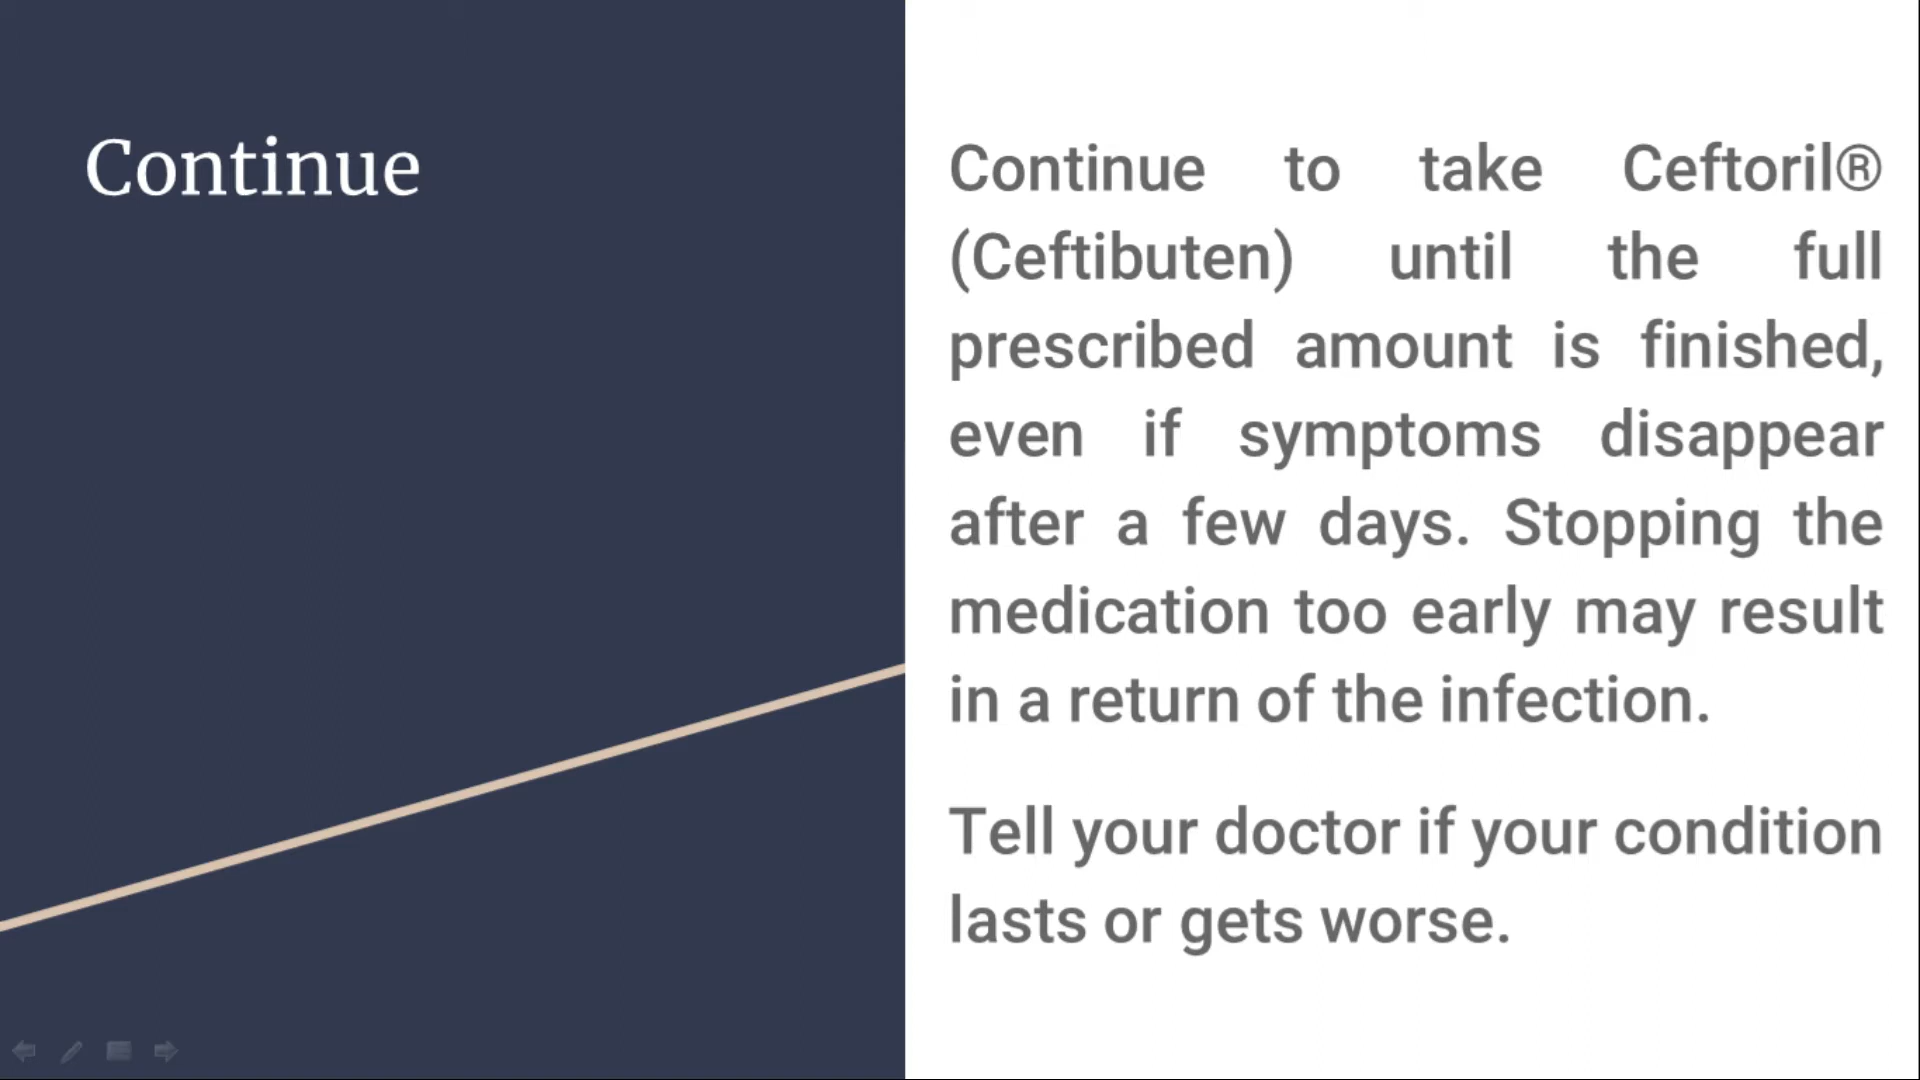 Continue
Continue to take Ceftoril®
(Ceftibuten) until the full
prescribed amount is finished,
even if symptoms disappear
after a few days. Stopping the
medication too early may result
in a return of the infection.
Tell your doctor if your condition
lasts or gets worse.